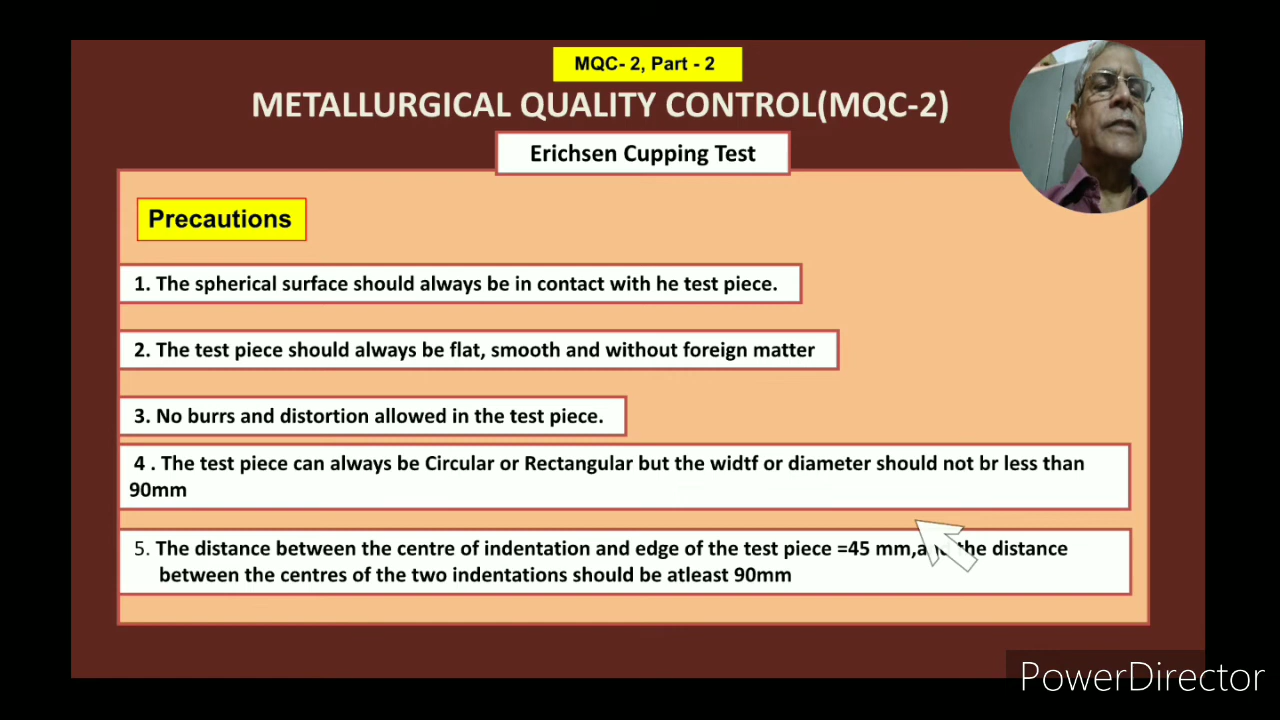 MQC- 2, Part - 2
METALLURGICAL QUALITY CONTROL(MQC-2)
Erichsen Cupping Test
Precautions
1. The spherical surface should always be in contact with he test piece.
2. The test piece should always be flat, smooth and without foreign matter
3. No burrs and distortion allowed in the test piece.
4 . The test piece can always be Circular or Rectangular but the widtf or diameter should not br less than
90mm
5. The distance between the centre of indentation and edge of the test piece =45 mm,and the distance
between the centres of the two indentations should be atleast 90mm
PowerDirector